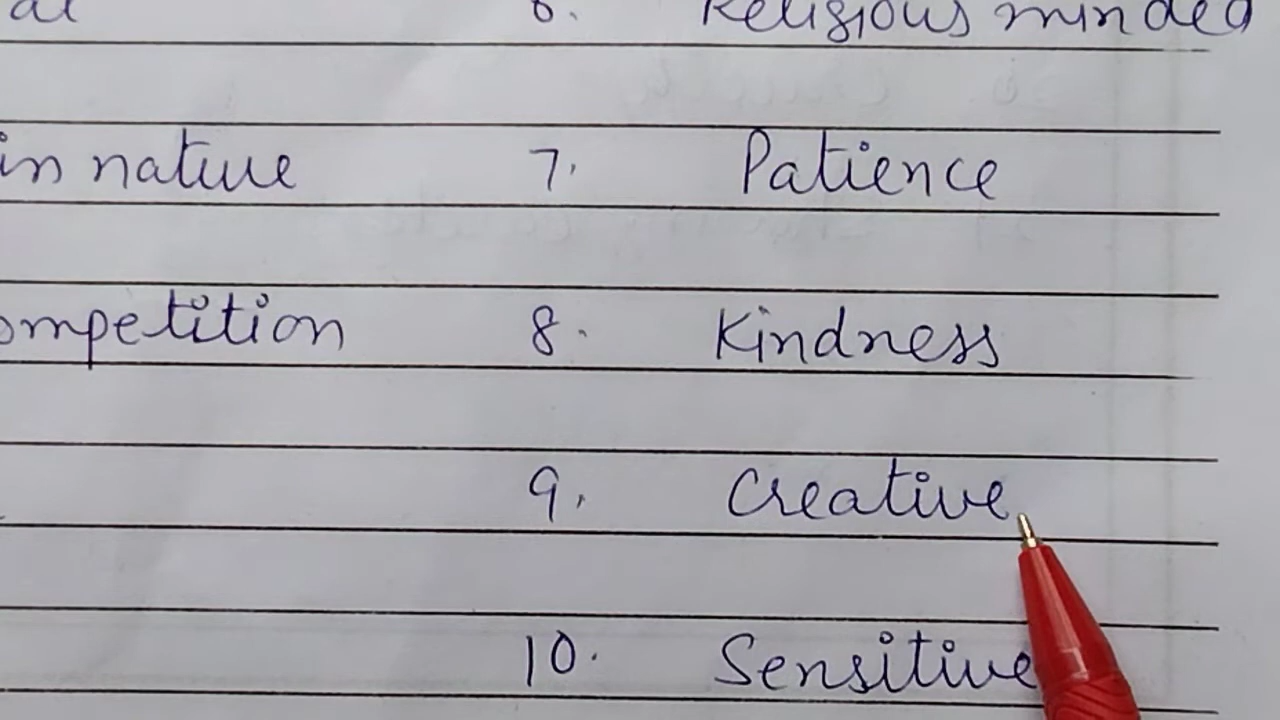 6. Religious minded
in nature 7. Patience
ompetition 8. Kindness
9. Creative
10. Sensitive